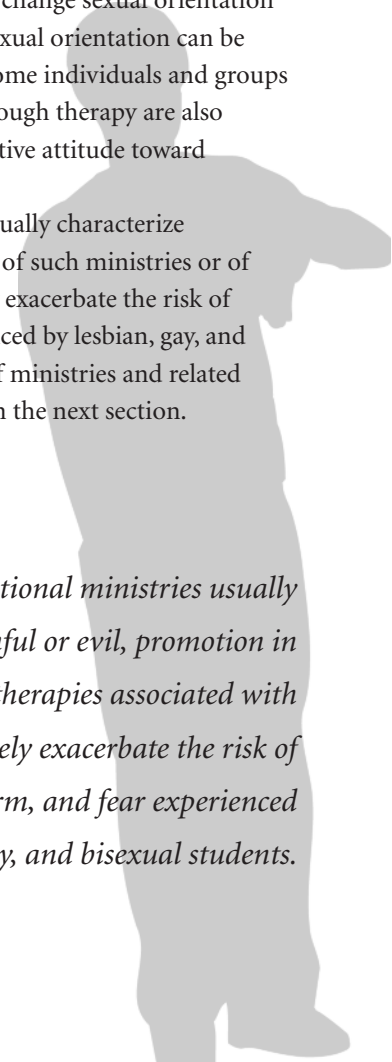 change sexual orientation
xual orientation can be
ome individuals and groups
ough therapy are also
tive attitude toward
ually characterize
of such ministries or of
exacerbate the risk of
ced by lesbian, gay, and
f ministries and related
n the next section.
tional ministries usually
ful or evil, promotion in
therapies associated with
ely exacerbate the risk of
rm, and fear experienced
y, and bisexual students.